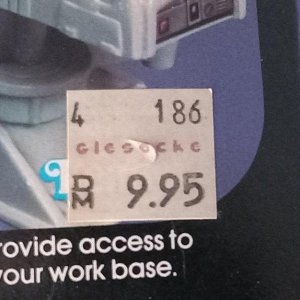 4 186
Giesecke
DM 9.95
rovide access to
your work base.